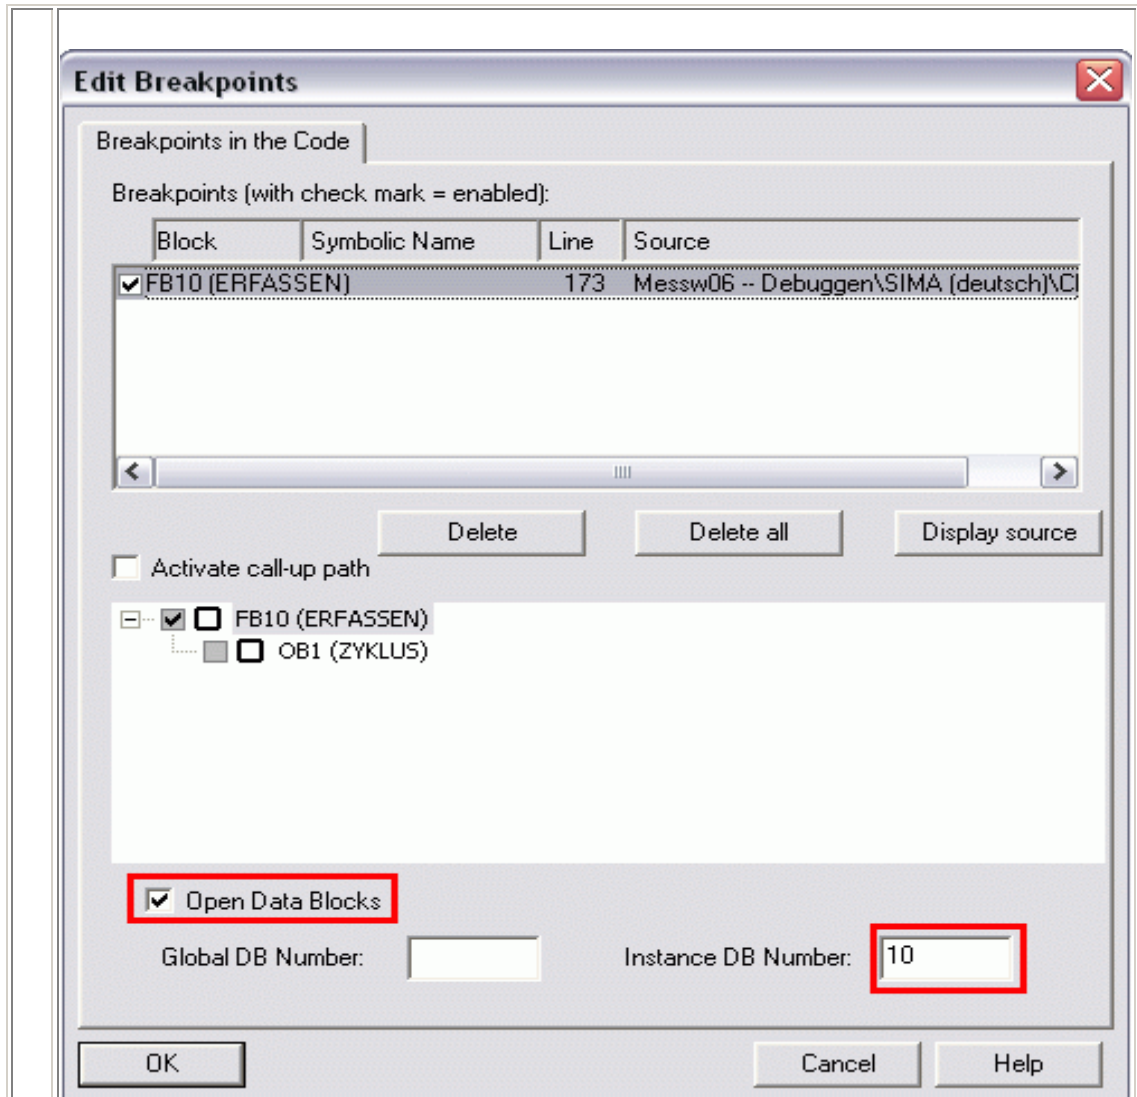 Edit Breakpoints
Breakpoints in the Code
Breakpoints (with check mark = enabled):
Block Symbolic Name Line Source
FB10 (ERFASSEN) 173 Messw06 -- Debuggen\SIMA (deutsch)\
Delete Delete all Display source
Activate call-up path
FB10 (ERFASSEN)
OB1 (ZYKLUS)
Open Data Blocks
Global DB Number: Instance DB Number: 10
OK Cancel Help